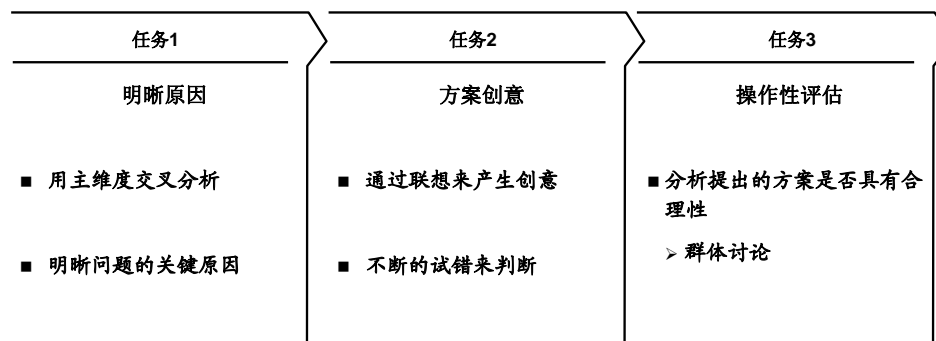 任务1
任务2
任务3
明晰原因
方案创意
操作性评估
■ 用主维度交叉分析
■ 明晰问题的关键原因
■ 通过联想来产生创意
■ 不断的试错来判断
■ 分析提出的方案是否具有合
理性
➢ 群体讨论